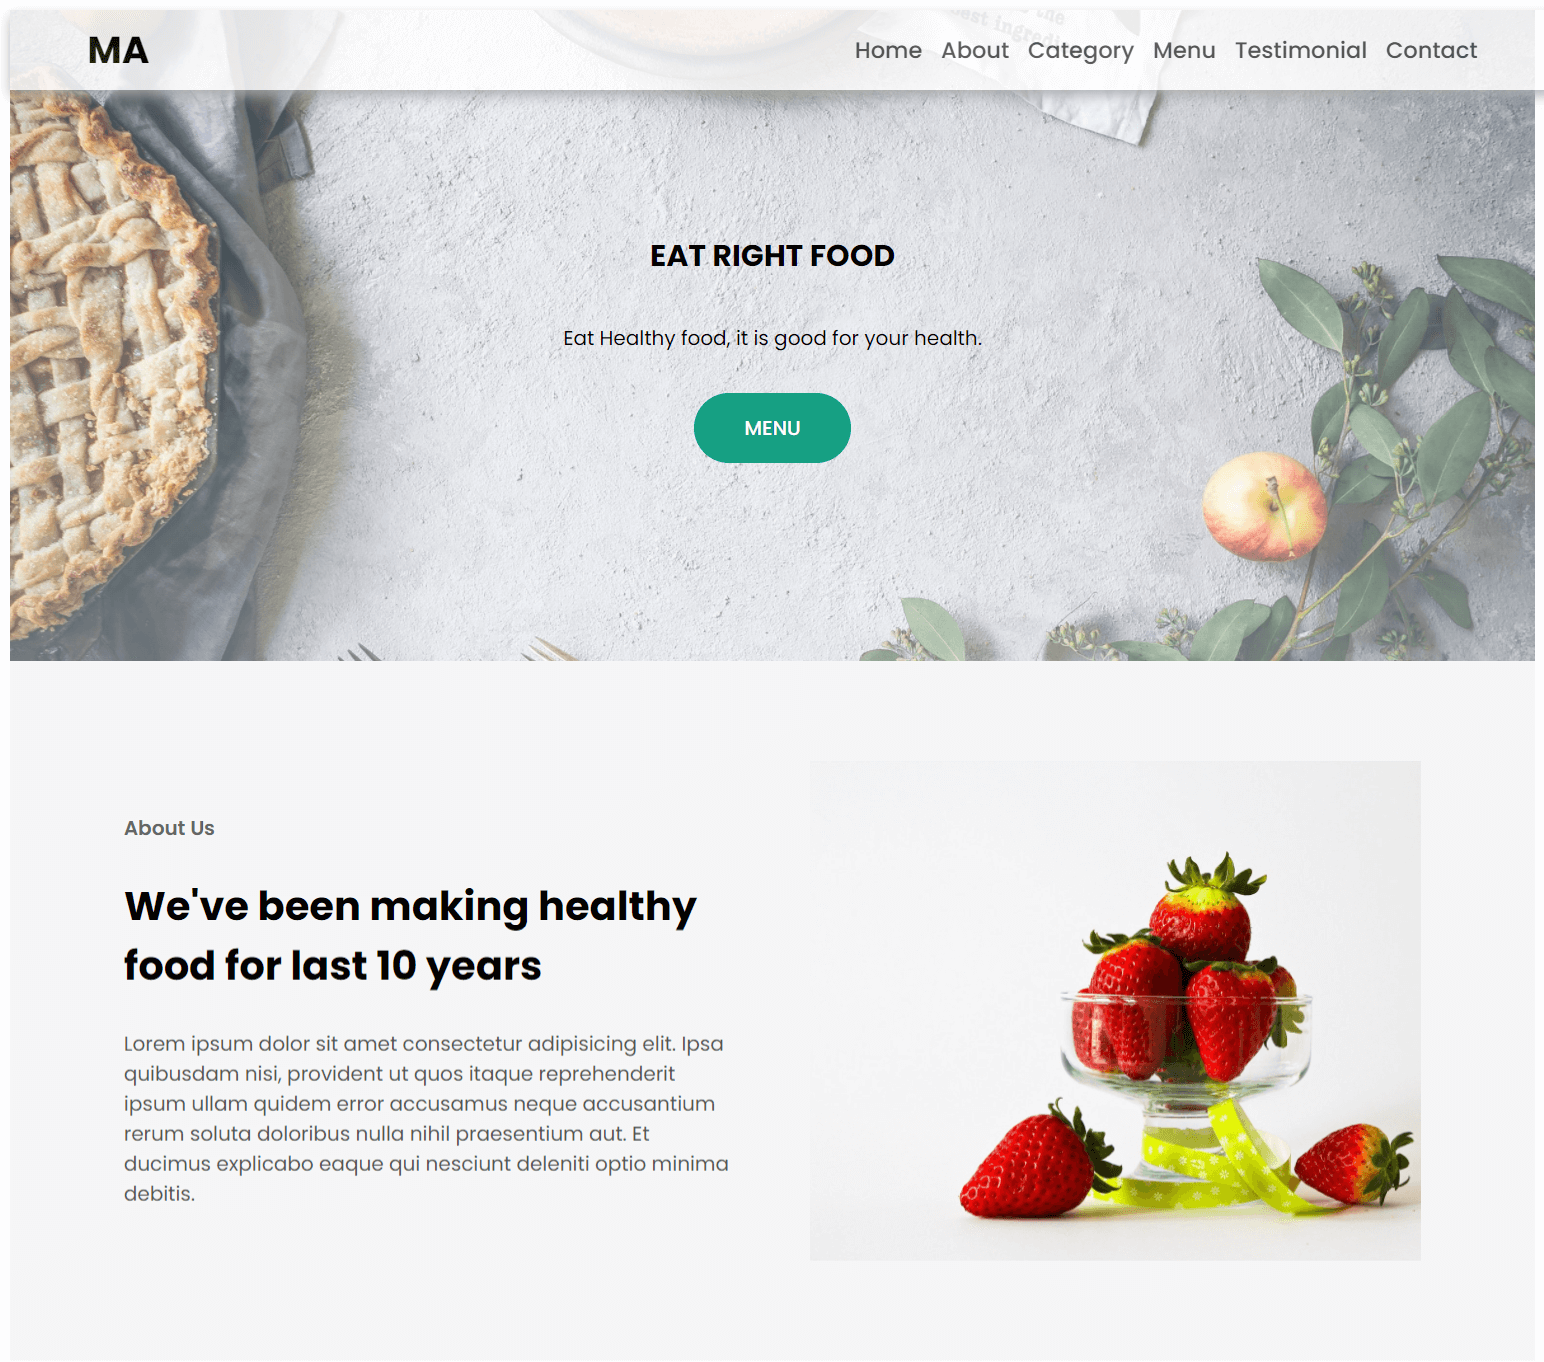 MA
Home About Category Menu Testimonial Contact
the
best ingredi
EAT RIGHT FOOD
Eat Healthy food, it is good for your health.
MENU
About Us
We've been making healthy
food for last 10 years
Lorem ipsum dolor sit amet consectetur adipisicing elit. Ipsa
quibusdam nisi, provident ut quos itaque reprehenderit
ipsum ullam quidem error accusamus neque accusantium
rerum soluta doloribus nulla nihil praesentium aut. Et
ducimus explicabo eaque qui nesciunt deleniti optio minima
debitis.